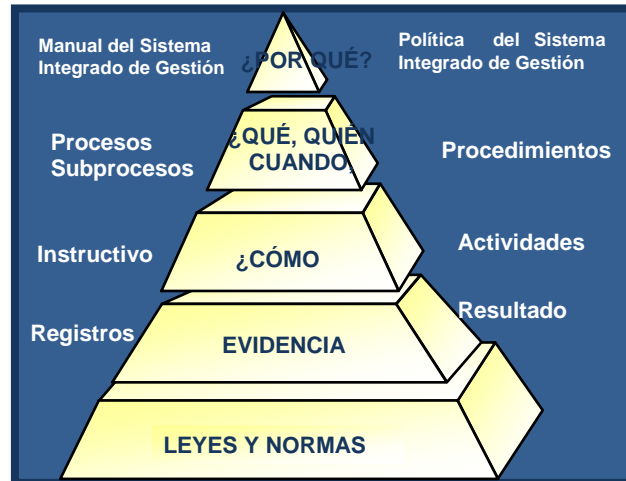 Manual del Sistema
Integrado de Gestión
¿POR QUÉ?
Política del Sistema
Integrado de Gestión
Procesos
Subprocesos
¿QUÉ, QUIÉN
CUANDO,
Procedimientos
Instructivo
¿CÓMO
Actividades
Registros
EVIDENCIA
Resultado
LEYES Y NORMAS